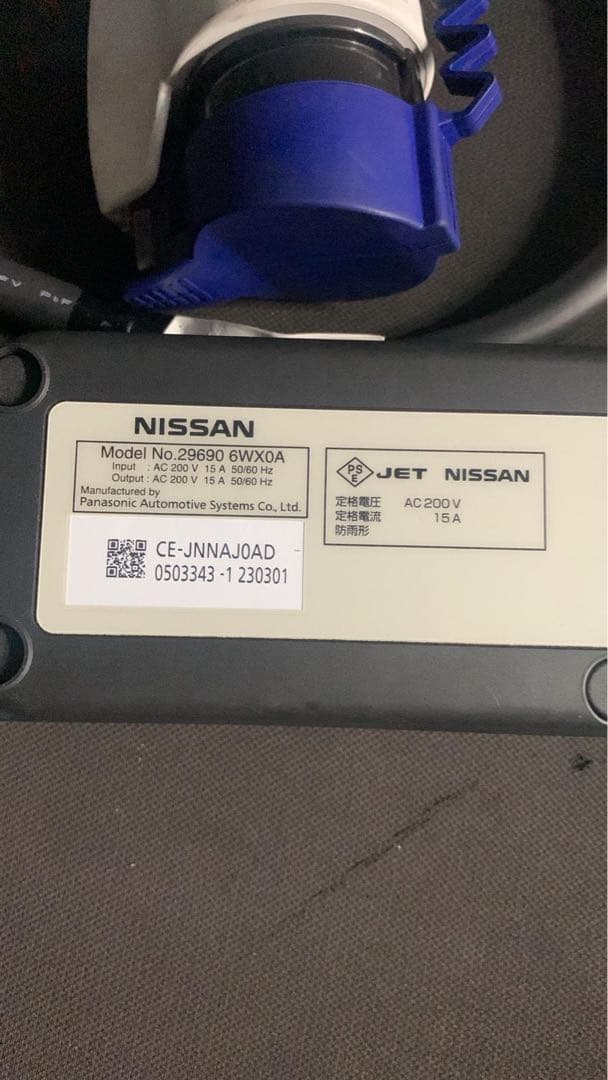 NISSAN
Model No.29690 6WX0A
Input : AC 200 V 15 A 50/60 Hz
Output : AC 200 V 15 A 50/60 Hz
Manufactured by
Panasonic Automotive Systems Co., Ltd.
CE-JNNAJ0AD
0503343 -1 230301
PS
E
JET NISSAN
定格電圧 AC200V
定格電流 15A
防雨形